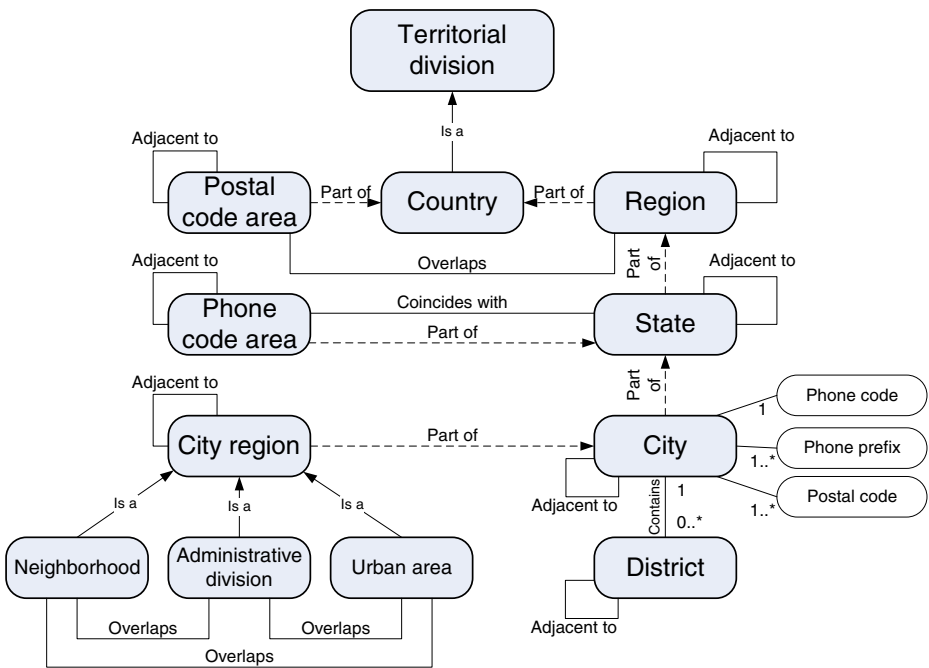 Territorial
division
Is a
Adjacent to
Adjacent to
Postal
code area
Part of
Country
Part of
Region
Overlaps
Part
of
Adjacent to
Adjacent to
Phone
code area
Coincides with
State
Part of
Part
of
Adjacent to
Phone code
1
City region
Part of
City
Phone prefix
1..*
Postal code
1..*
Adjacent to
Contains
1
0..*
Is a
Is a
Is a
Neighborhood
Administrative
division
Urban area
District
Adjacent to
Overlaps
Overlaps
Overlaps